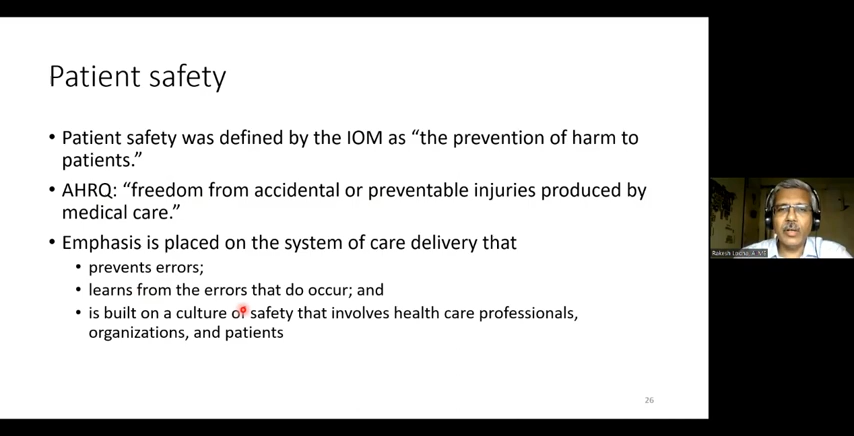 Patient safety
• Patient safety was defined by the IOM as “the prevention of harm to
patients.”
• AHRQ: “freedom from accidental or preventable injuries produced by
medical care.”
• Emphasis is placed on the system of care delivery that
• prevents errors;
• learns from the errors that do occur; and
• is built on a culture of safety that involves health care professionals,
organizations, and patients
26
Rakesh